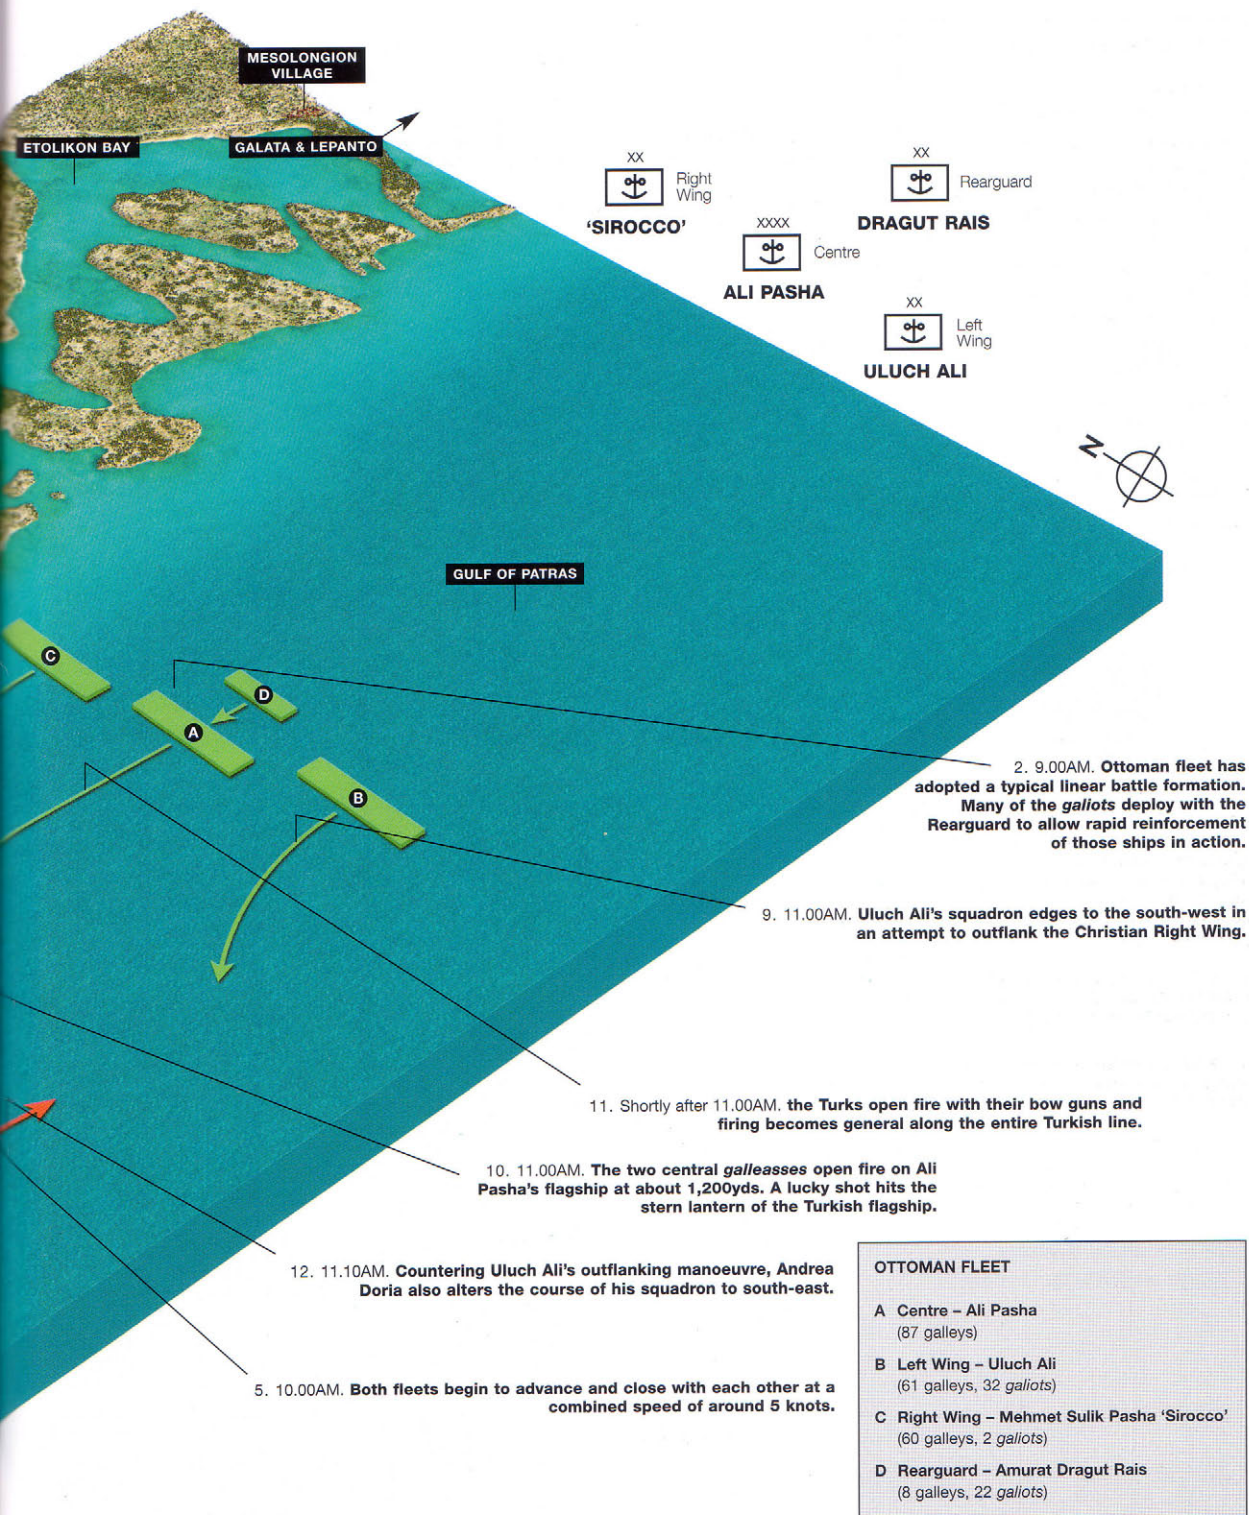 MESOLONGION
VILLAGE
ETOLIKON BAY
GALATA & LEPANTO
XX
Right
Wing
'SIROCCO'
XX
Rearguard
DRAGUT RAIS
XXXX
Centre
ALI PASHA
XX
Left
Wing
ULUCH ALI
N
GULF OF PATRAS
C
D
A
B
2. 9.00AM. Ottoman fleet has
adopted a typical linear battle formation.
Many of the galiots deploy with the
Rearguard to allow rapid reinforcement
of those ships in action.
9. 11.00AM. Uluch Ali's squadron edges to the south-west in
an attempt to outflank the Christian Right Wing.
11. Shortly after 11.00AM. the Turks open fire with their bow guns and
firing becomes general along the entire Turkish line.
10. 11.00AM. The two central galleasses open fire on Ali
Pasha's flagship at about 1,200yds. A lucky shot hits the
stern lantern of the Turkish flagship.
12. 11.10AM. Countering Uluch Ali's outflanking manoeuvre, Andrea
Doria also alters the course of his squadron to south-east.
5. 10.00AM. Both fleets begin to advance and close with each other at a
combined speed of around 5 knots.
OTTOMAN FLEET
A Centre – Ali Pasha
(87 galleys)
B Left Wing – Uluch Ali
(61 galleys, 32 galiots)
C Right Wing – Mehmet Sulik Pasha 'Sirocco'
(60 galleys, 2 galiots)
D Rearguard – Amurat Dragut Rais
(8 galleys, 22 galiots)